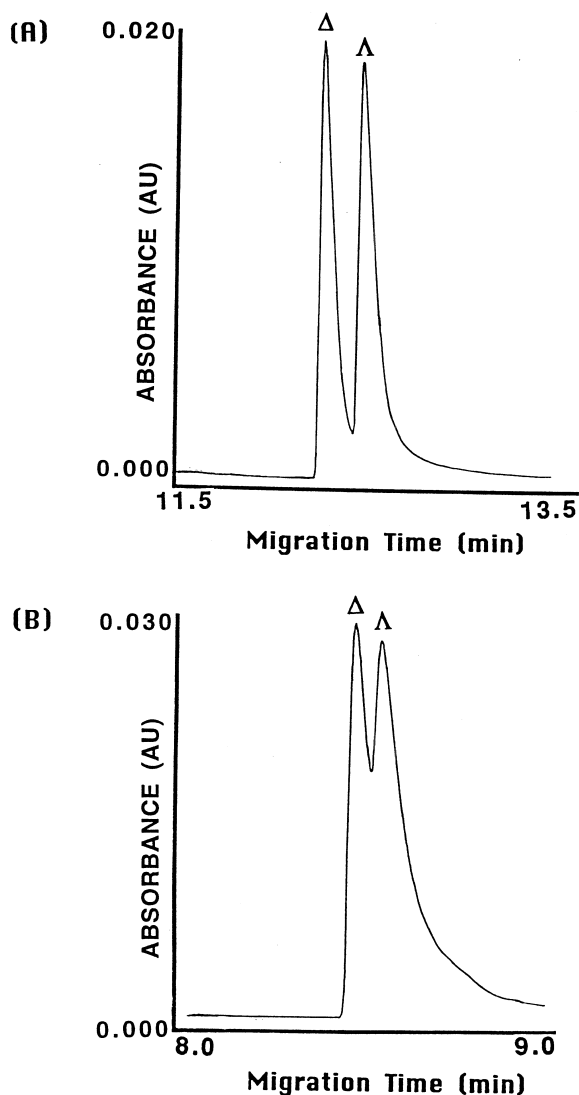 (A)
0.020
Δ
Λ
ABSORBANCE (AU)
0.000
11.5
13.5
Migration Time (min)
(B)
0.030
Δ
Λ
ABSORBANCE (AU)
0.000
8.0
9.0
Migration Time (min)